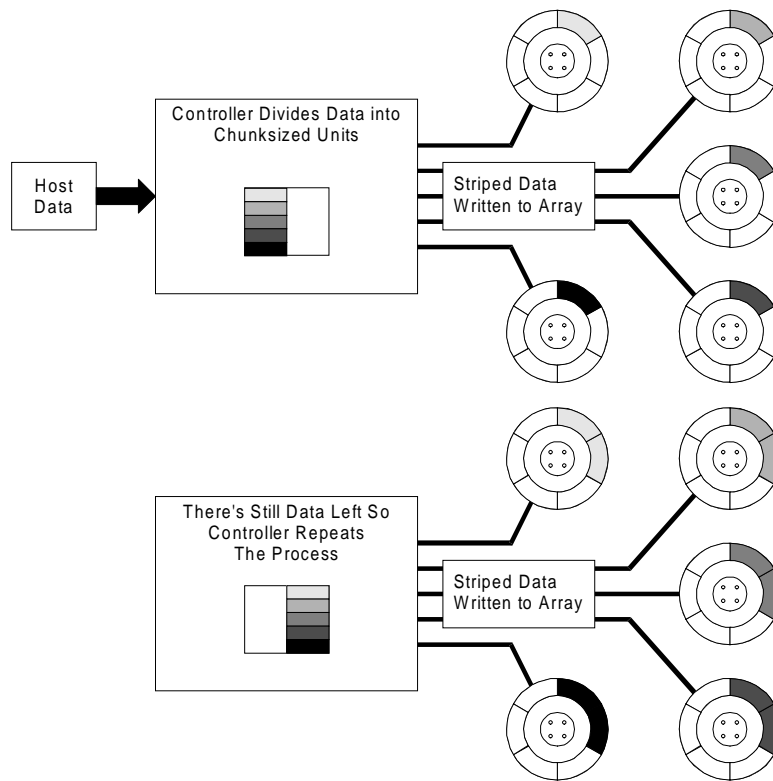 Controller Divides Data into
Chunksized Units
Host
Data
Striped Data
Written to Array
There's Still Data Left So
Controller Repeats
The Process
Striped Data
Written to Array